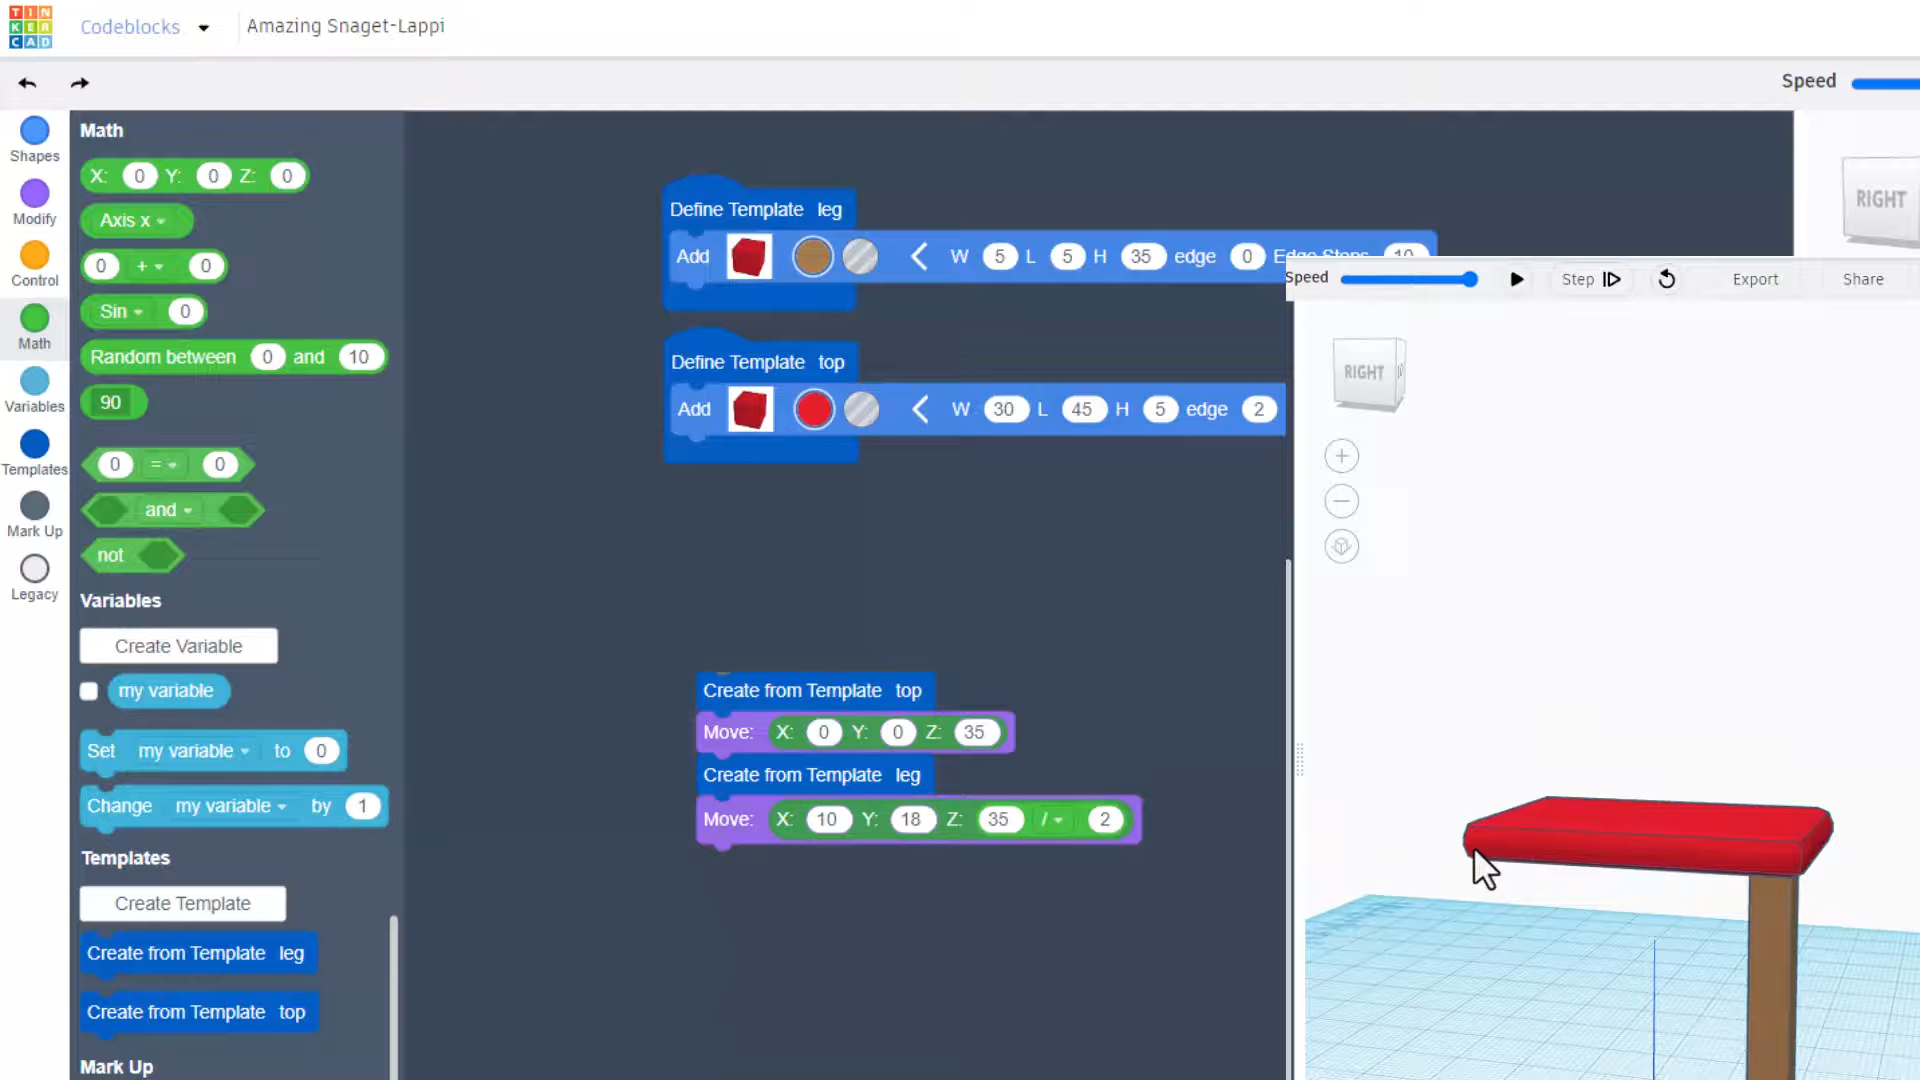 TIN
KER
CAD
Codeblocks
Amazing Snaget-Lappi
Speed
Shapes
Modify
Control
Math
Variables
Templates
Mark Up
Legacy
Math
X: 0 Y: 0 Z: 0
Axis x
0 + 0
Sin 0
Random between 0 and 10
90
0 = 0
and
not
Variables
Create Variable
my variable
Set my variable to 0
Change my variable by 1
Templates
Create Template
Create from Template leg
Create from Template top
Mark Up
Define Template leg
Add W 5 L 5 H 35 edge 0 Edge Steps 10
Define Template top
Add W 30 L 45 H 5 edge 2
Create from Template top
Move: X: 0 Y: 0 Z: 35
Create from Template leg
Move: X: 10 Y: 18 Z: 35 / 2
RIGHT
Speed Step Export Share
RIGHT